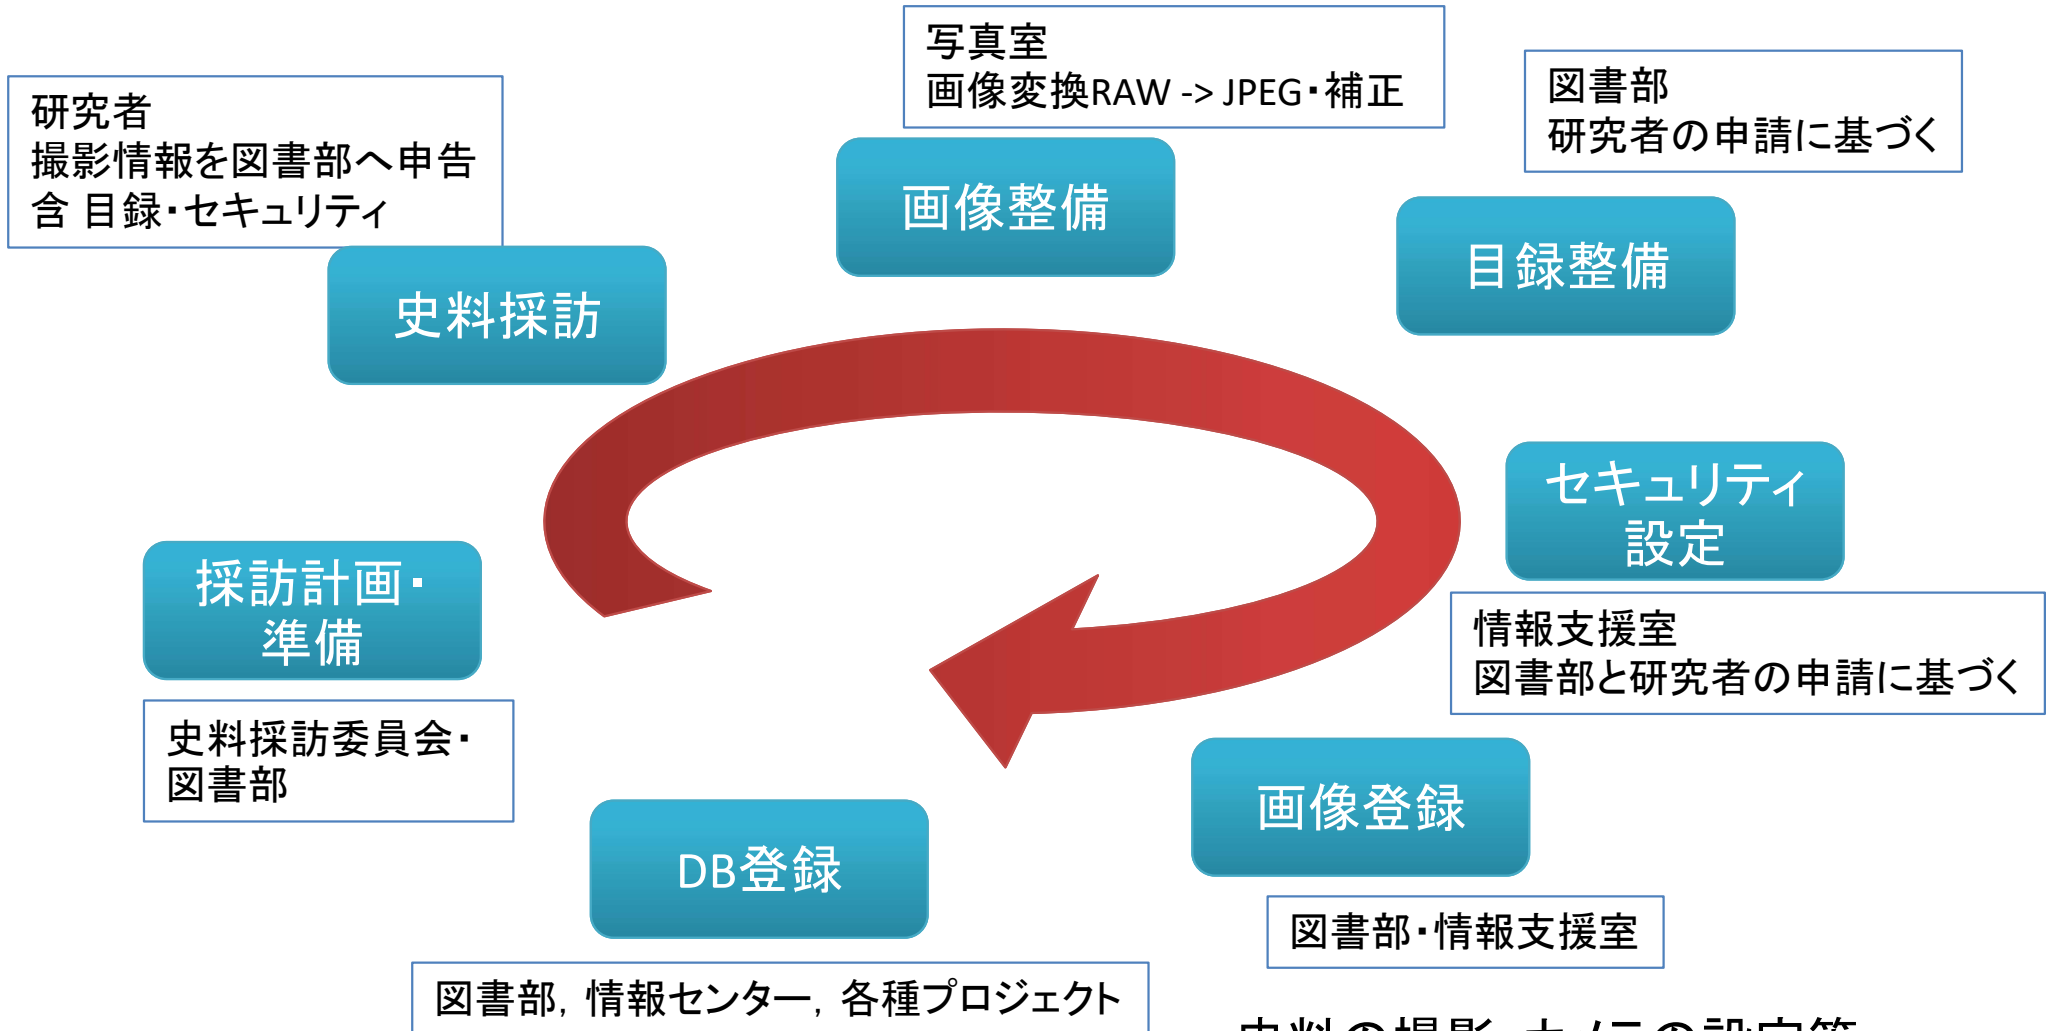 写真室
画像変換RAW -> JPEG・補正
図書部
研究者の申請に基づく
研究者
撮影情報を図書部へ申告
含 目録・セキュリティ
画像整備
目録整備
史料採訪
セキュリティ
設定
採訪計画・
準備
情報支援室
図書部と研究者の申請に基づく
史料採訪委員会・
図書部
画像登録
DB登録
図書部・情報支援室
図書部, 情報センター, 各種プロジェクト